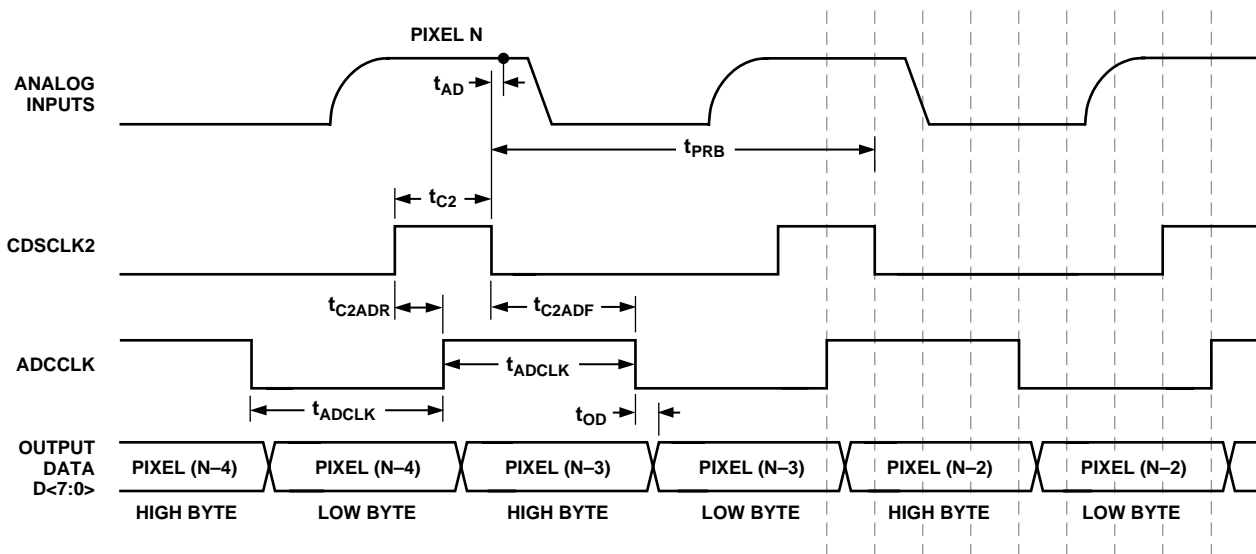 PIXEL N
ANALOG
INPUTS
tAD
tPRB
tC2
CDSCLK2
tC2ADR
tC2ADF
ADCCLK
tADCLK
tADCLK
tOD
OUTPUT
DATA
D<7:0>
PIXEL (N–4) PIXEL (N–4) PIXEL (N–3) PIXEL (N–3) PIXEL (N–2) PIXEL (N–2)
HIGH BYTE LOW BYTE HIGH BYTE LOW BYTE HIGH BYTE LOW BYTE